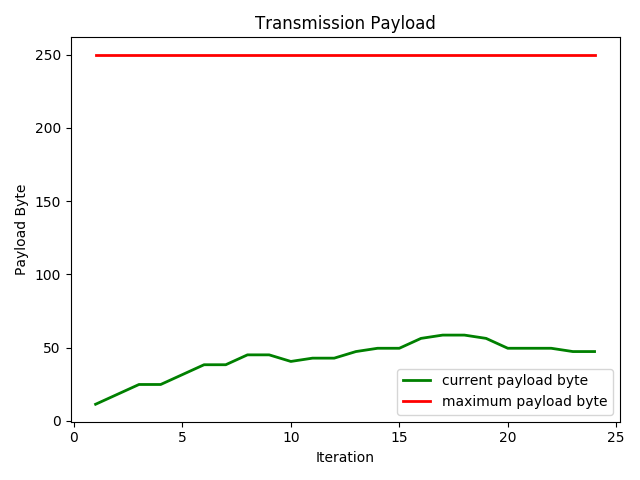 Transmission Payload
250
200
150
100
50
0
Payload Byte
current payload byte
maximum payload byte
0 5 10 15 20 25
Iteration